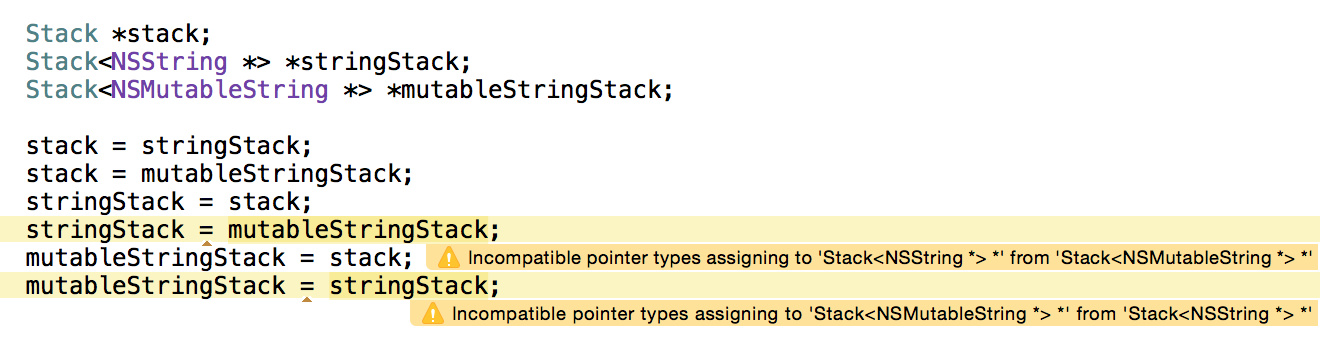 Stack *stack;
Stack<NSString *> *stringStack;
Stack<NSMutableString *> *mutableStringStack;
stack = stringStack;
stack = mutableStringStack;
stringStack = stack;
stringStack = mutableStringStack;
mutableStringStack = stack; Incompatible pointer types assigning to 'Stack<NSString *> *' from 'Stack<NSMutableString *> *'
mutableStringStack = stringStack;
Incompatible pointer types assigning to 'Stack<NSMutableString *> *' from 'Stack<NSString *> *'